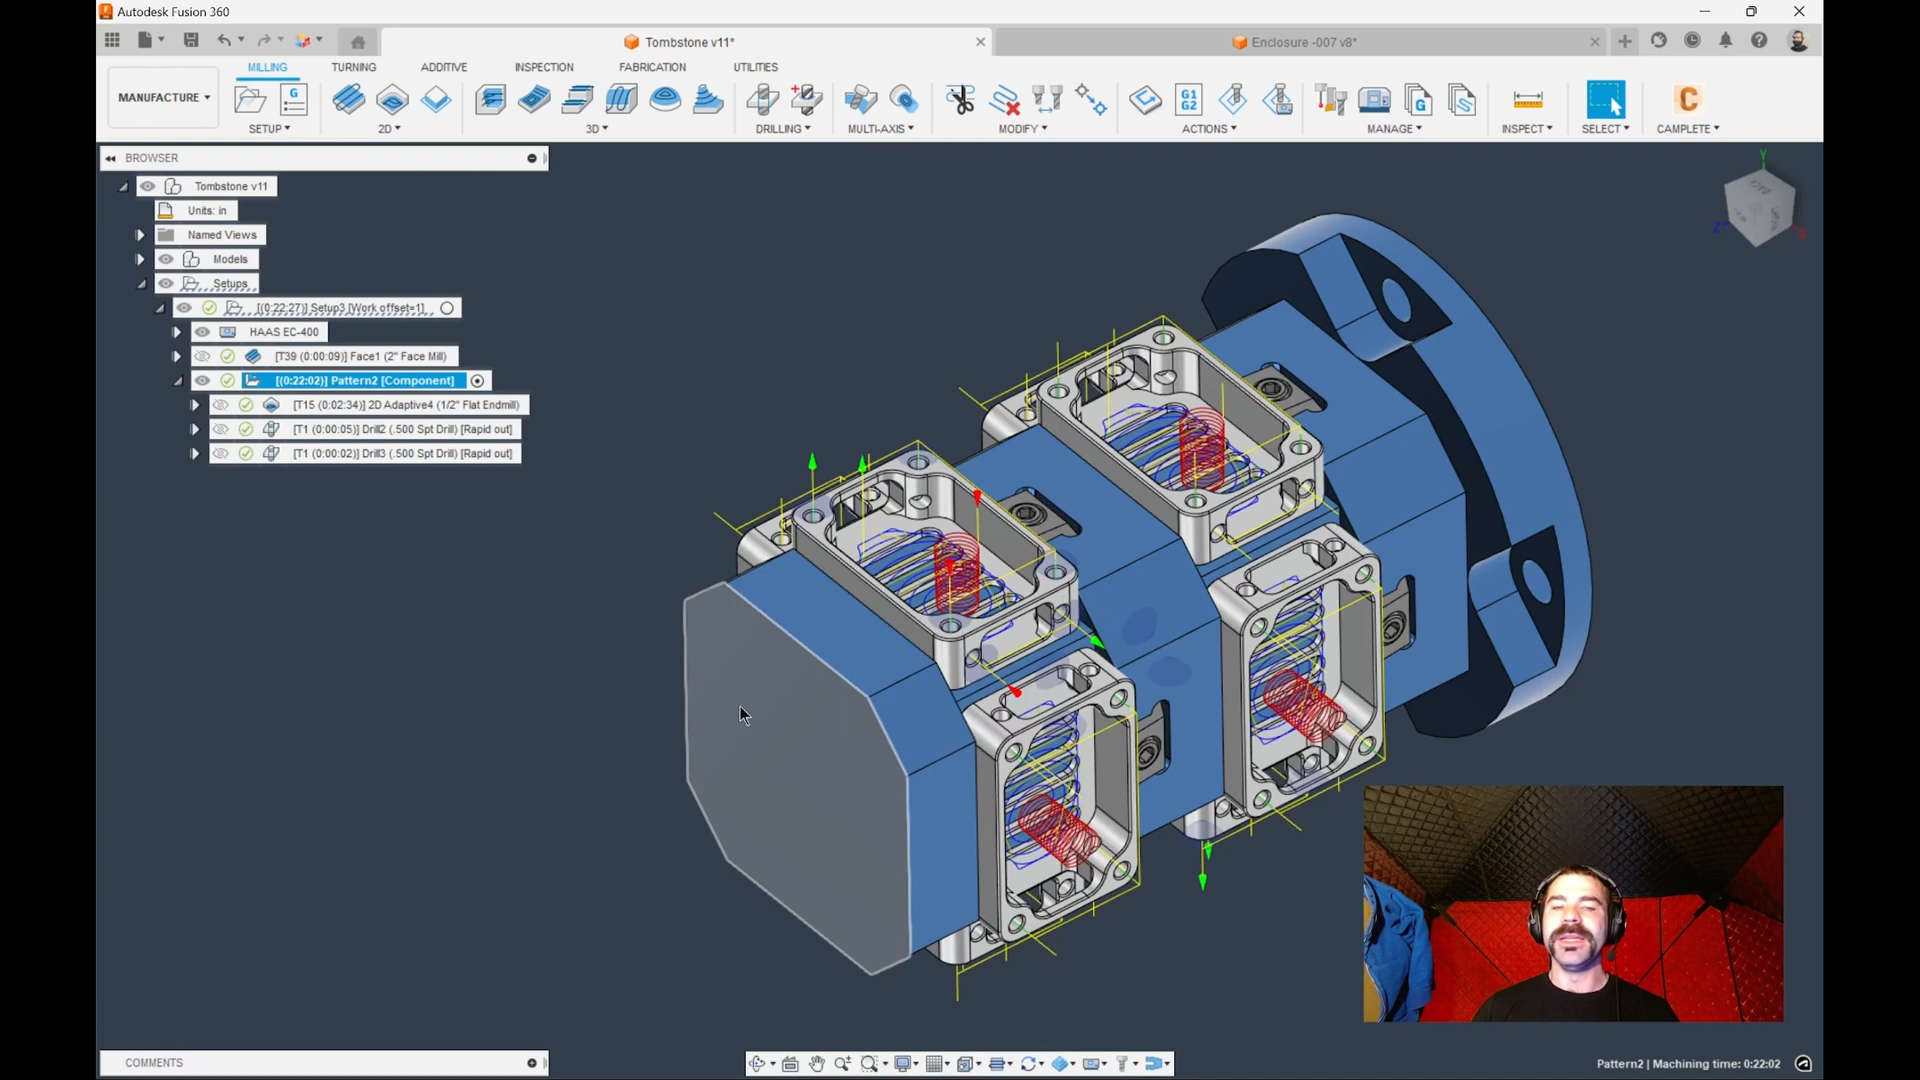 Autodesk Fusion 360
Tombstone v11*
Enclosure -007 v8*
MILLING
TURNING
ADDITIVE
INSPECTION
FABRICATION
UTILITIES
MANUFACTURE
SETUP
2D
3D
DRILLING
MULTI-AXIS
MODIFY
ACTIONS
MANAGE
INSPECT
SELECT
CAMPLETE
G
G1
G2
G
C
BROWSER
Tombstone v11
Units: in
Named Views
Models
Setups
[(0:22:27)] Setup3 [Work offset=1]
HAAS EC-400
[T39 (0:00:09)] Face1 (2" Face Mill)
[(0:22:02)] Pattern2 [Component]
[T15 (0:02:34)] 2D Adaptive4 (1/2" Flat Endmill)
[T1 (0:00:05)] Drill2 (.500 Spt Drill) [Rapid out]
[T1 (0:00:02)] Drill3 (.500 Spt Drill) [Rapid out]
Y
Z
X
COMMENTS
Pattern2 | Machining time: 0:22:02